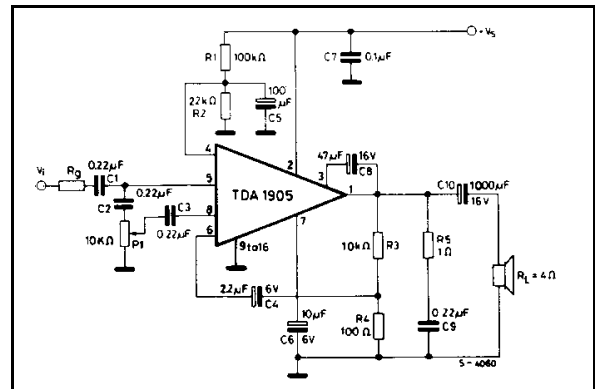 +Vs
R1
100kΩ
C7
0.1µF
22kΩ
R2
100
µF
C5
4
2
47µF
16V
C8
3
Vi
Rg
0.22µF
C1
5
TDA 1905
1
C10
1000µF
16V
0.22µF
C2
C3
8
10KΩ
P1
0.22µF
6
9to16
7
10kΩ
R3
R5
1Ω
RL=4Ω
2.2µF
6V
C4
10µF
C6
6V
R4
100Ω
0.22µF
C9
S-4060